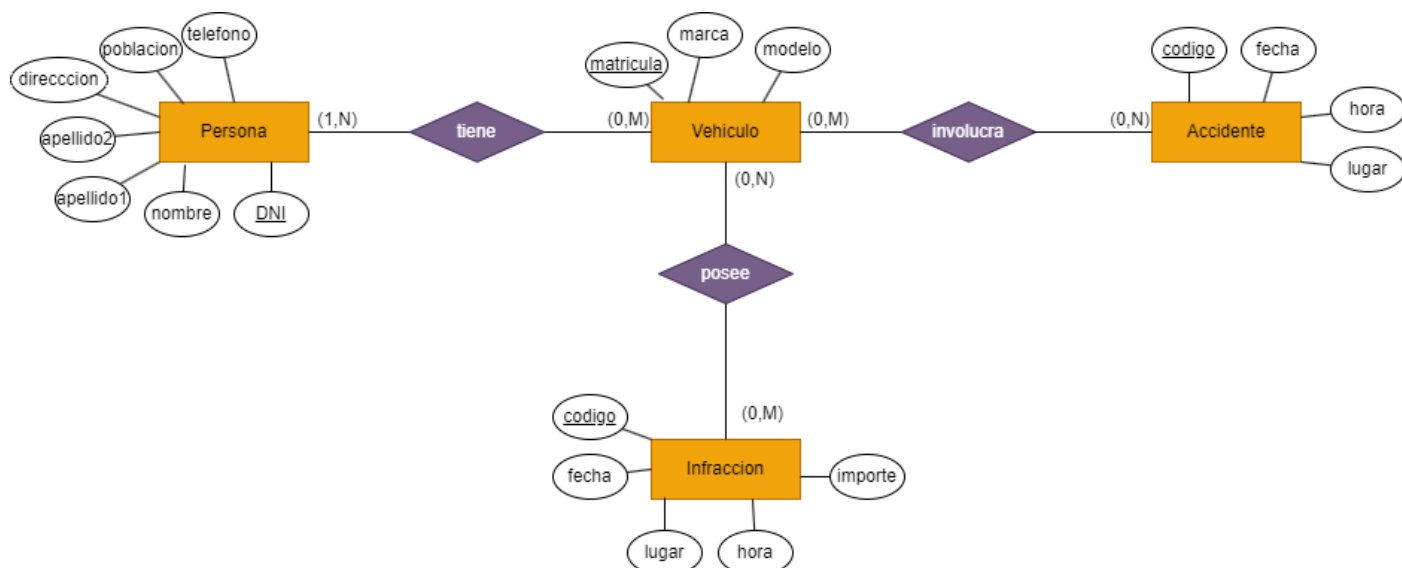 telefono
poblacion
direcccion
apellido2
apellido1
nombre
DNI
Persona
(1,N)
tiene
(0,M)
matricula
marca
modelo
Vehiculo
(0,M)
involucra
(0,N)
codigo
fecha
hora
lugar
Accidente
(0,N)
posee
(0,M)
codigo
fecha
lugar
hora
importe
Infraccion